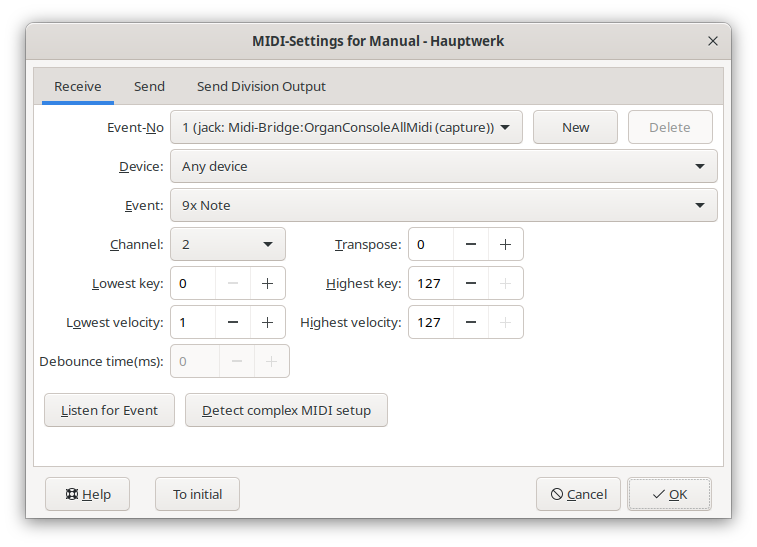 MIDI-Settings for Manual - Hauptwerk
Receive Send Send Division Output
Event-No 1 (jack: Midi-Bridge:OrganConsoleAllMidi (capture)) New Delete
Device: Any device
Event: 9x Note
Channel: 2 Transpose: 0
Lowest key: 0 Highest key: 127
Lowest velocity: 1 Highest velocity: 127
Debounce time(ms): 0
Listen for Event Detect complex MIDI setup
Help To initial Cancel OK